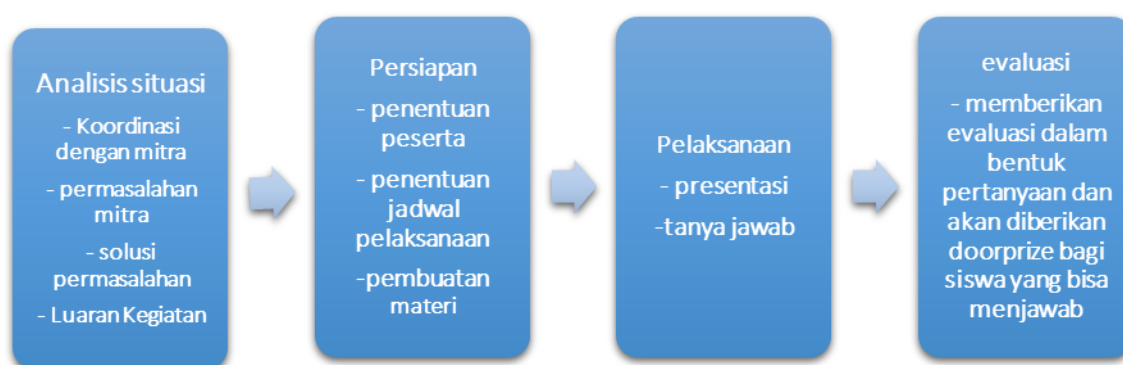 Analisis situasi
- Koordinasi
dengan mitra
- permasalahan
mitra
- solusi
permasalahan
- Luaran Kegiatan
Persiapan
- penentuan
peserta
- penentuan
jadwal
pelaksanaan
-pembuatan
materi
Pelaksanaan
- presentasi
-tanya jawab
evaluasi
- memberikan
evaluasi dalam
bentuk
pertanyaan dan
akan diberikan
doorprize bagi
siswa yang bisa
menjawab